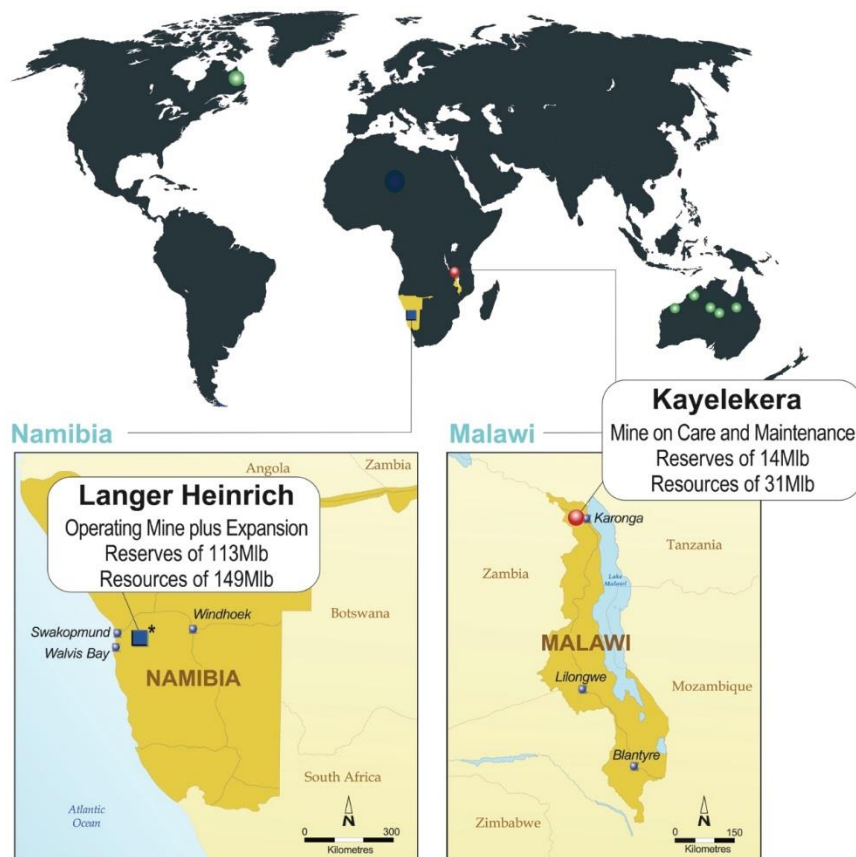 Kayelekera
Mine on Care and Maintenance
Reserves of 14Mlb
Resources of 31Mlb
Namibia
Malawi
Angola
Zambia
Langer Heinrich
Operating Mine plus Expansion
Reserves of 113Mlb
Resources of 149Mlb
Botswana
Windhoek
Swakopmund
*
Walvis Bay
NAMIBIA
South Africa
Atlantic
Ocean
N
0 300
Kilometres
Karonga
Tanzania
Zambia
Lake
Malawi
MALAWI
Lilongwe
Mozambique
Blantyre
Zimbabwe
N
0 150
Kilometres